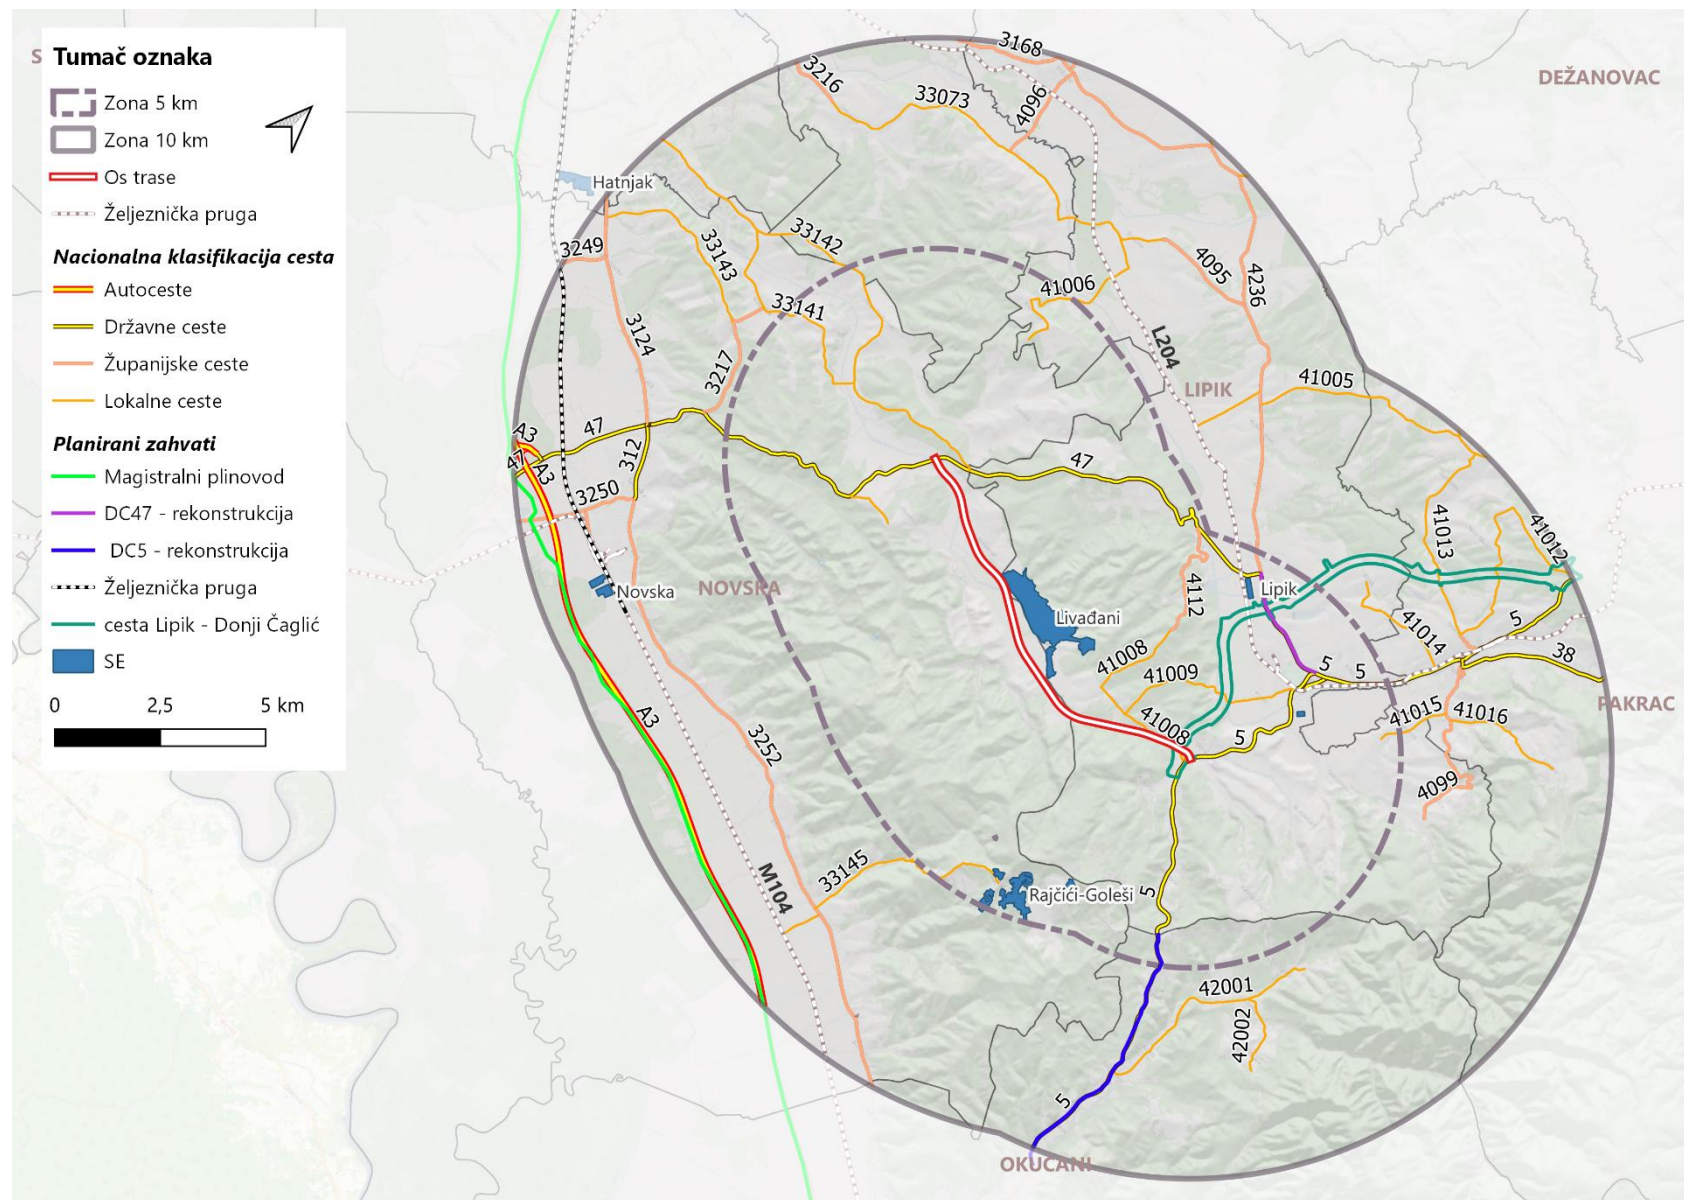 Tumač oznaka
Zona 5 km
Zona 10 km
Os trase
Željeznička pruga
Nacionalna klasifikacija cesta
Autoceste
Državne ceste
Županijske ceste
Lokalne ceste
Planirani zahvati
Magistralni plinovod
DC47 - rekonstrukcija
DC5 - rekonstrukcija
Željeznička pruga
cesta Lipik - Donji Čaglić
SE
0 2,5 5 km
S
3168
3216
33073
4096
DEŽANOVAC
Hatnjak
3249
33143
33142
33141
41006
4095
4236
3124
3217
L204
LIPIK
41005
A3
47
47
A3
312
3250
47
41013
41012
Novska
NOVSKA
Livađani
4112
Lipik
41014
5
38
41008
41009
5
5
PAKRAC
A3
3252
41008
5
41015
41016
4099
M104
33145
Rajčići-Goleši
5
42001
42002
5
OKUČANI